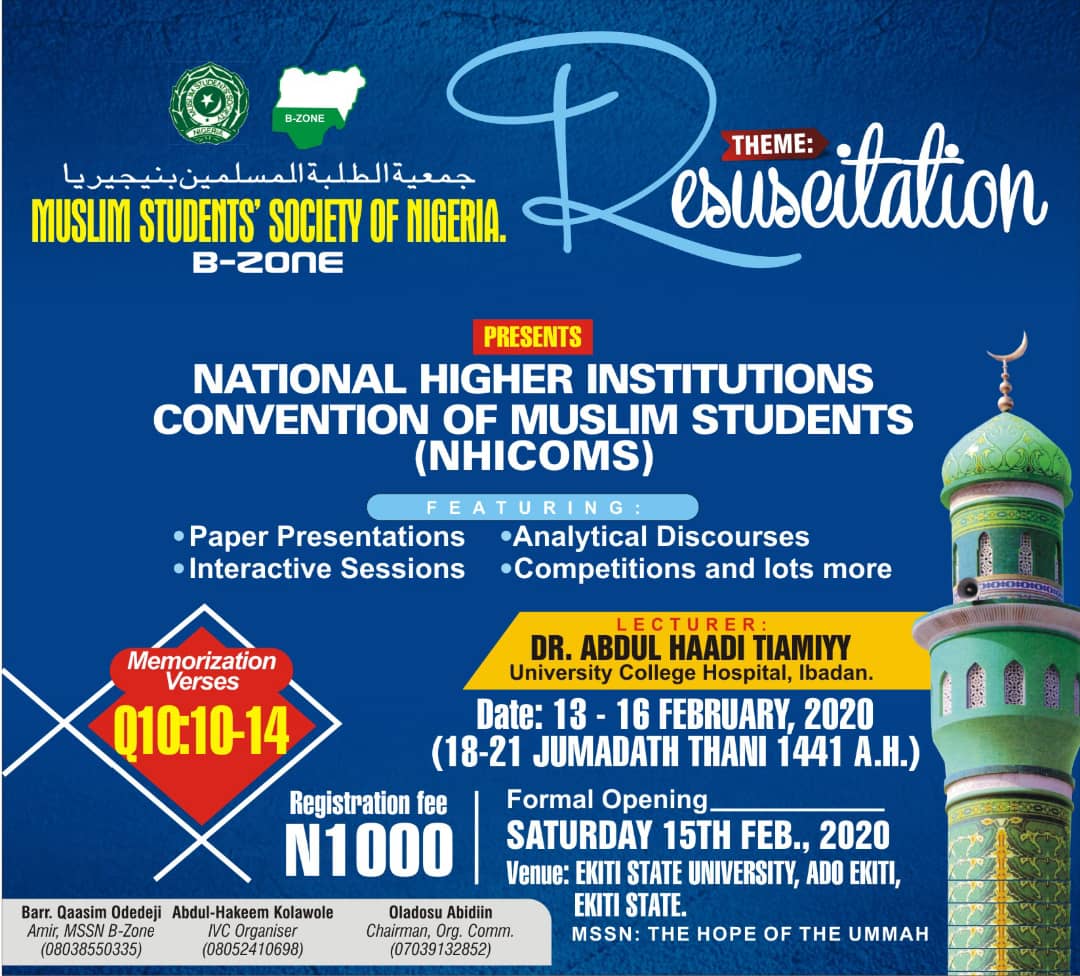 MUSLIM STUDENTS' SOCIETY
NIGERIA
B-ZONE
جمعية الطلبة المسلمين بنيجيريا
MUSLIM STUDENTS' SOCIETY OF NIGERIA.
B-ZONE
THEME:
Resuscitation
PRESENTS
NATIONAL HIGHER INSTITUTIONS
CONVENTION OF MUSLIM STUDENTS
(NHICOMS)
FEATURING:
•Paper Presentations
•Interactive Sessions
•Analytical Discourses
•Competitions and lots more
Memorization
Verses
Q10:10-14
LECTURER:
DR. ABDUL HAADI TIAMIYY
University College Hospital, Ibadan.
Date: 13 - 16 FEBRUARY, 2020
(18-21 JUMADATH THANI 1441 A.H.)
Registration fee
N1000
Formal Opening
SATURDAY 15TH FEB., 2020
Venue: EKITI STATE UNIVERSITY, ADO EKITI,
EKITI STATE.
MSSN: THE HOPE OF THE UMMAH
Barr. Qaasim Odedeji
Amir, MSSN B-Zone
(08038550335)
Abdul-Hakeem Kolawole
IVC Organiser
(08052410698)
Oladosu Abidiin
Chairman, Org. Comm.
(07039132852)